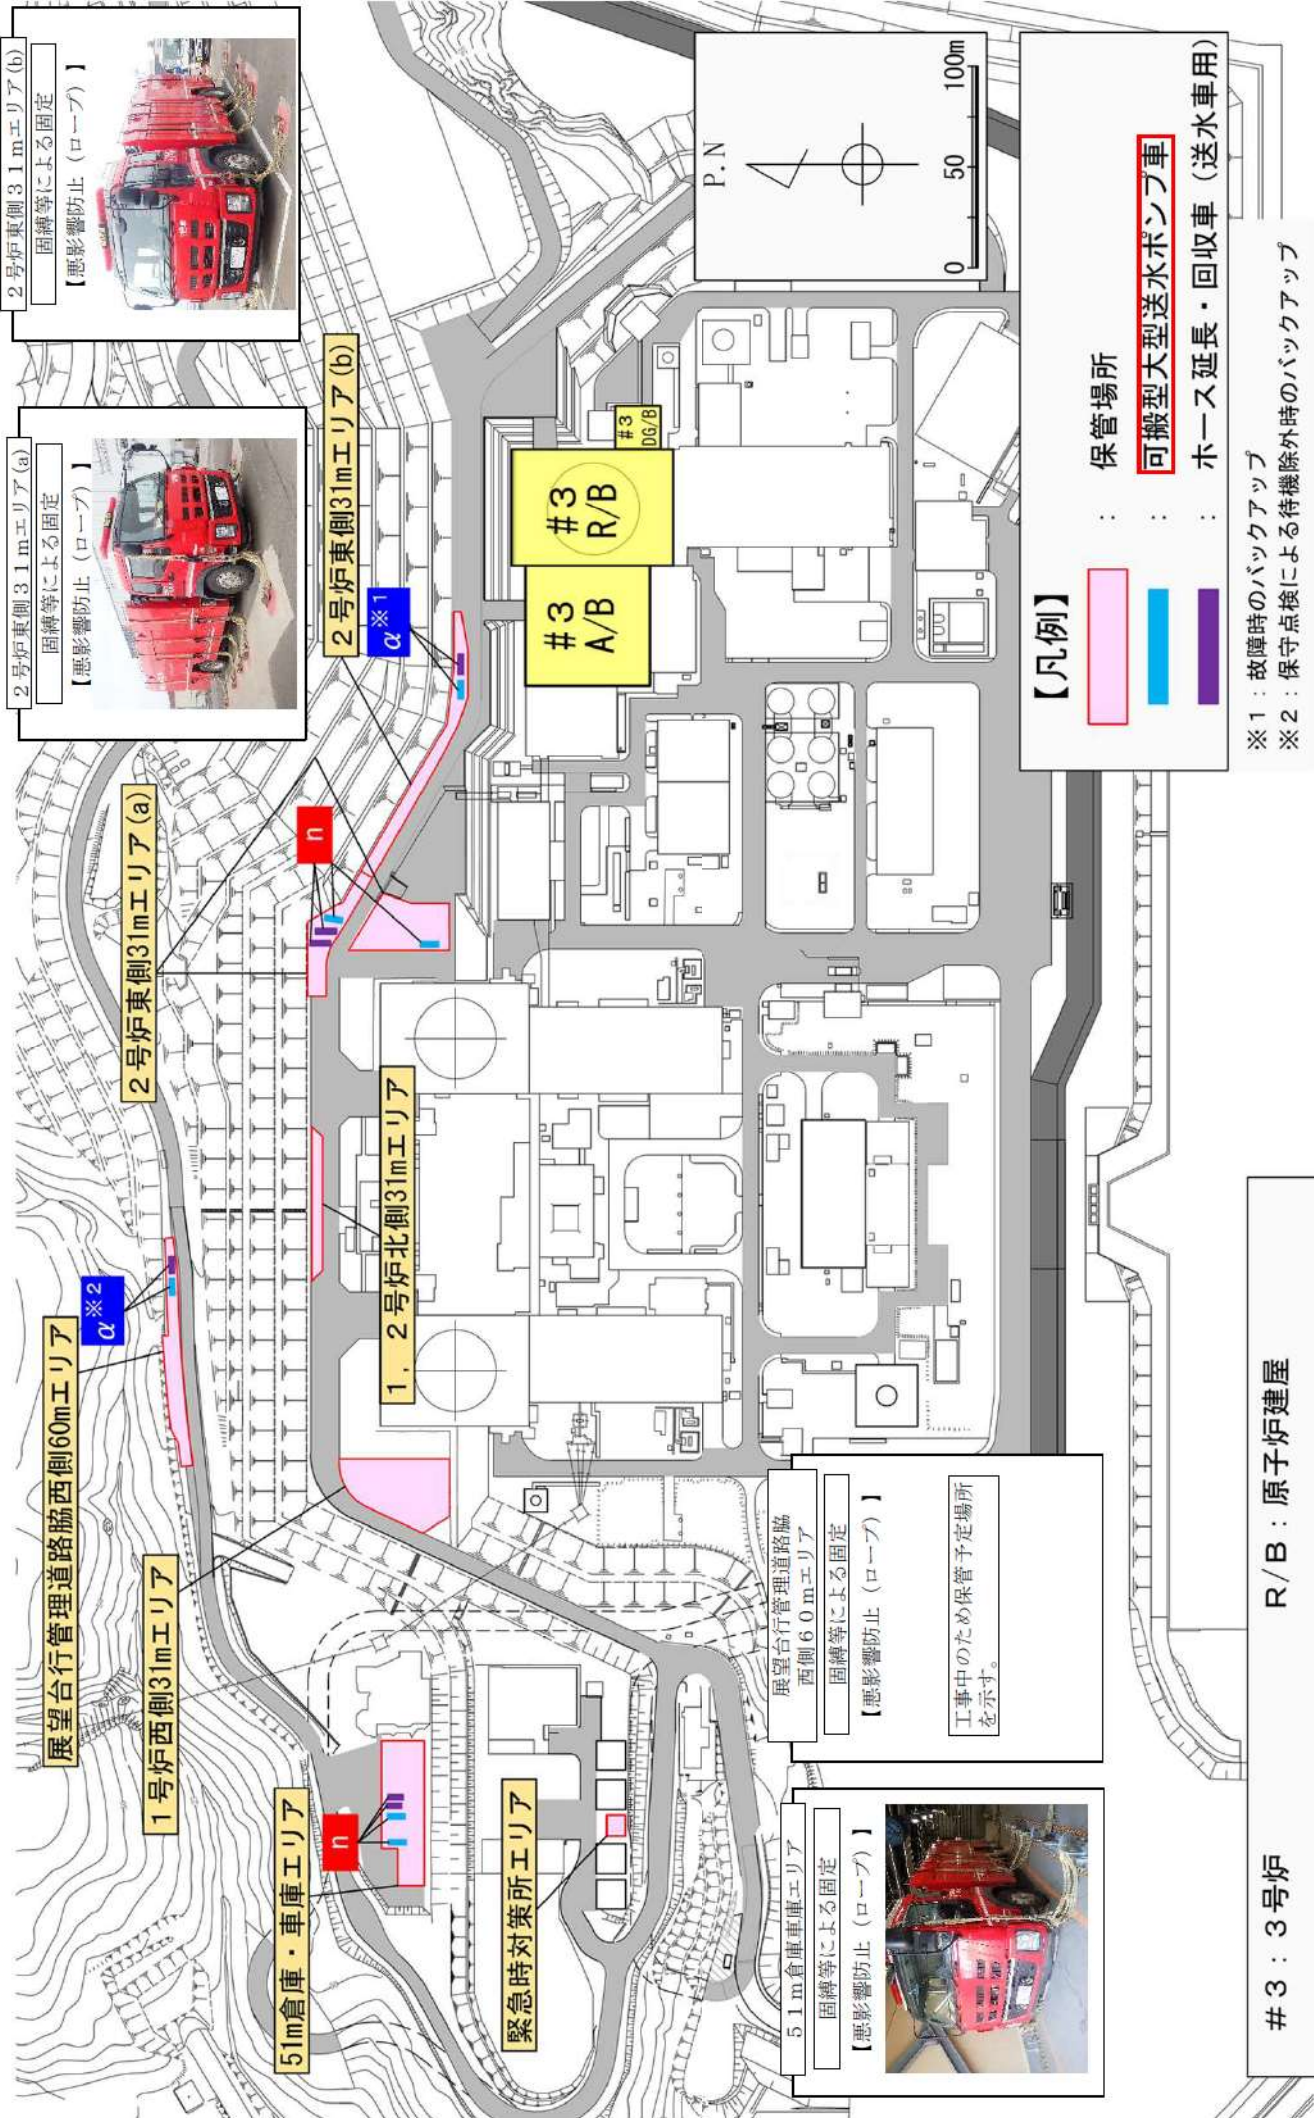 ２号炉東側３１ｍエリア(a)
固縛等による固定
【悪影響防止（ロープ）】
２号炉東側３１ｍエリア(b)
固縛等による固定
【悪影響防止（ロープ）】
展望台行管理道路脇西側60mエリア
α※2
２号炉東側31mエリア(a)
２号炉東側31mエリア(b)
n
α※1
１号炉西側31mエリア
１，２号炉北側31mエリア
51m倉庫・車庫エリア
n
緊急時対策所エリア
#3
A/B
#3
R/B
#3
DG/B
P.N
0 50 100m
【凡例】
： 保管場所
： 可搬型大型送水ポンプ車
： ホース延長・回収車（送水車用）
※１：故障時のバックアップ
※２：保守点検による待機除外時のバックアップ
５１ｍ倉庫車庫エリア
固縛等による固定
【悪影響防止（ロープ）】
展望台行管理道路脇
西側６０ｍエリア
固縛等による固定
【悪影響防止（ロープ）】
工事中のため保管予定場所
を示す。
＃３：３号炉 R/B：原子炉建屋